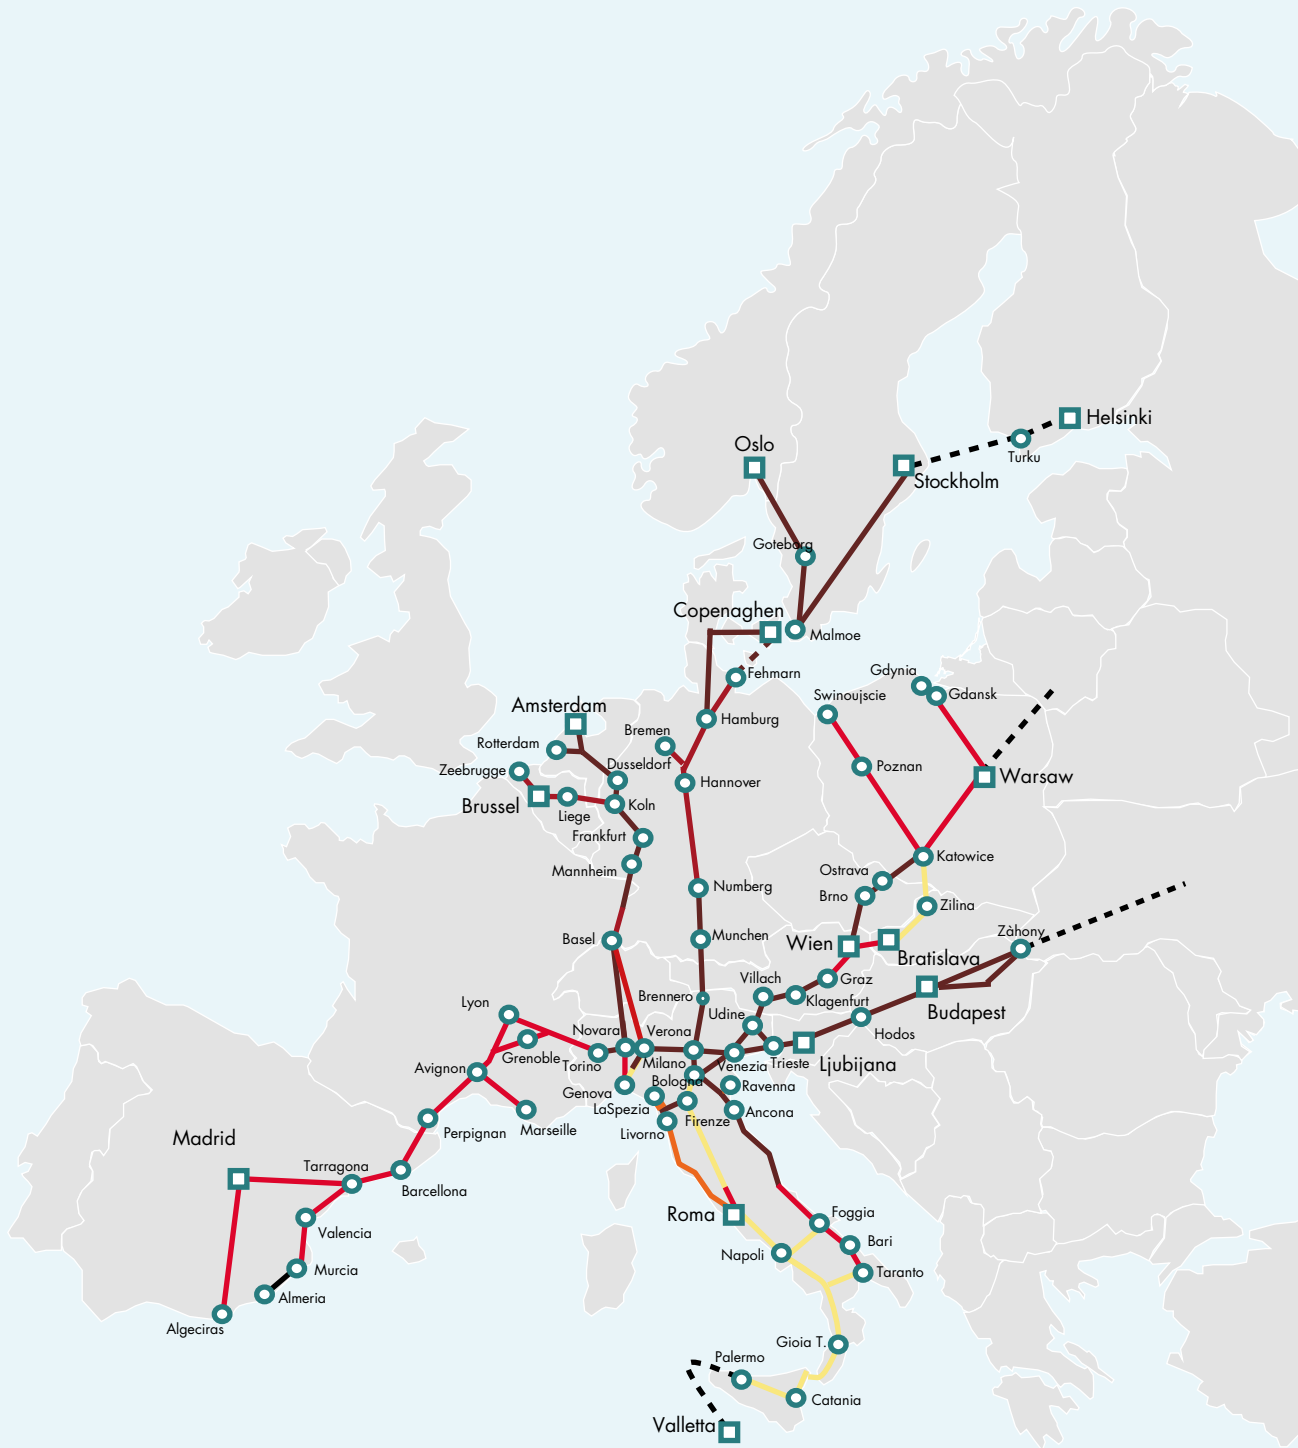 Helsinki
Oslo
Turku
Stockholm
Goteborg
Copenaghen
Malmoe
Gdynia
Fehmarn
Swinoujscie
Gdansk
Amsterdam
Hamburg
Bremen
Rotterdam
Dusseldorf
Zeebrugge
Poznan
Warsaw
Hannover
Brussel
Koln
Liege
Frankfurt
Katowice
Mannheim
Ostrava
Numberg
Brno
Zilina
Zàhony
Basel
Munchen
Wien
Bratislava
Villach
Graz
Brennero
Lyon
Klagenfurt
Budapest
Udine
Novara
Verona
Hodos
Grenoble
Torino
Milano
Venezia
Trieste
Ljubijana
Avignon
Bologna
Ravenna
Genova
LaSpezia
Ancona
Firenze
Marseille
Livorno
Perpignan
Madrid
Tarragona
Barcellona
Roma
Foggia
Valencia
Bari
Napoli
Murcia
Taranto
Almeria
Algeciras
Gioia T.
Palermo
Catania
Valletta